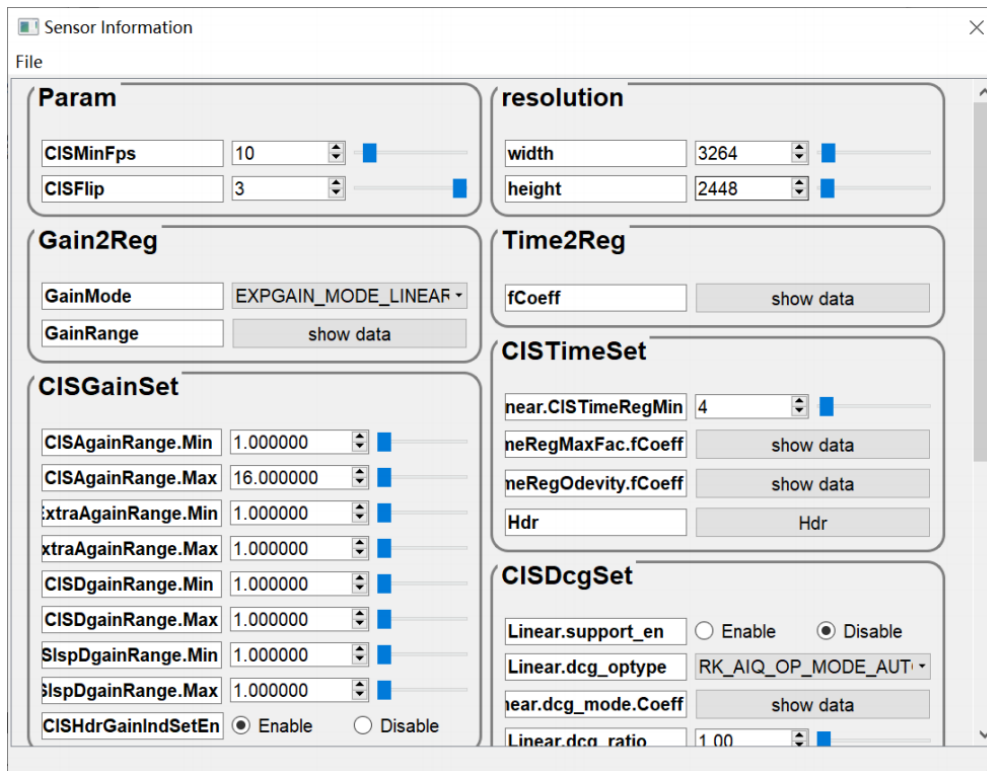 Sensor Information
File
Param
CISMinFps 10
CISFlip 3
Gain2Reg
GainMode EXPGAIN_MODE_LINEAR
GainRange show data
CISGainSet
CISAgainRange.Min 1.000000
CISAgainRange.Max 16.000000
ExtraAgainRange.Min 1.000000
xtraAgainRange.Max 1.000000
CISDgainRange.Min 1.000000
CISDgainRange.Max 1.000000
SIspDgainRange.Min 1.000000
SIspDgainRange.Max 1.000000
CISHdrGainIndSetEn Enable Disable
resolution
width 3264
height 2448
Time2Reg
fCoeff show data
CISTimeSet
near.CISTimeRegMin 4
meRegMaxFac.fCoeff show data
meRegOdevity.fCoeff show data
Hdr Hdr
CISDcgSet
Linear.support_en Enable Disable
Linear.dcg_optype RK_AIQ_OP_MODE_AUT
near.dcg_mode.Coeff show data
Linear.dcg_ratio 1.00